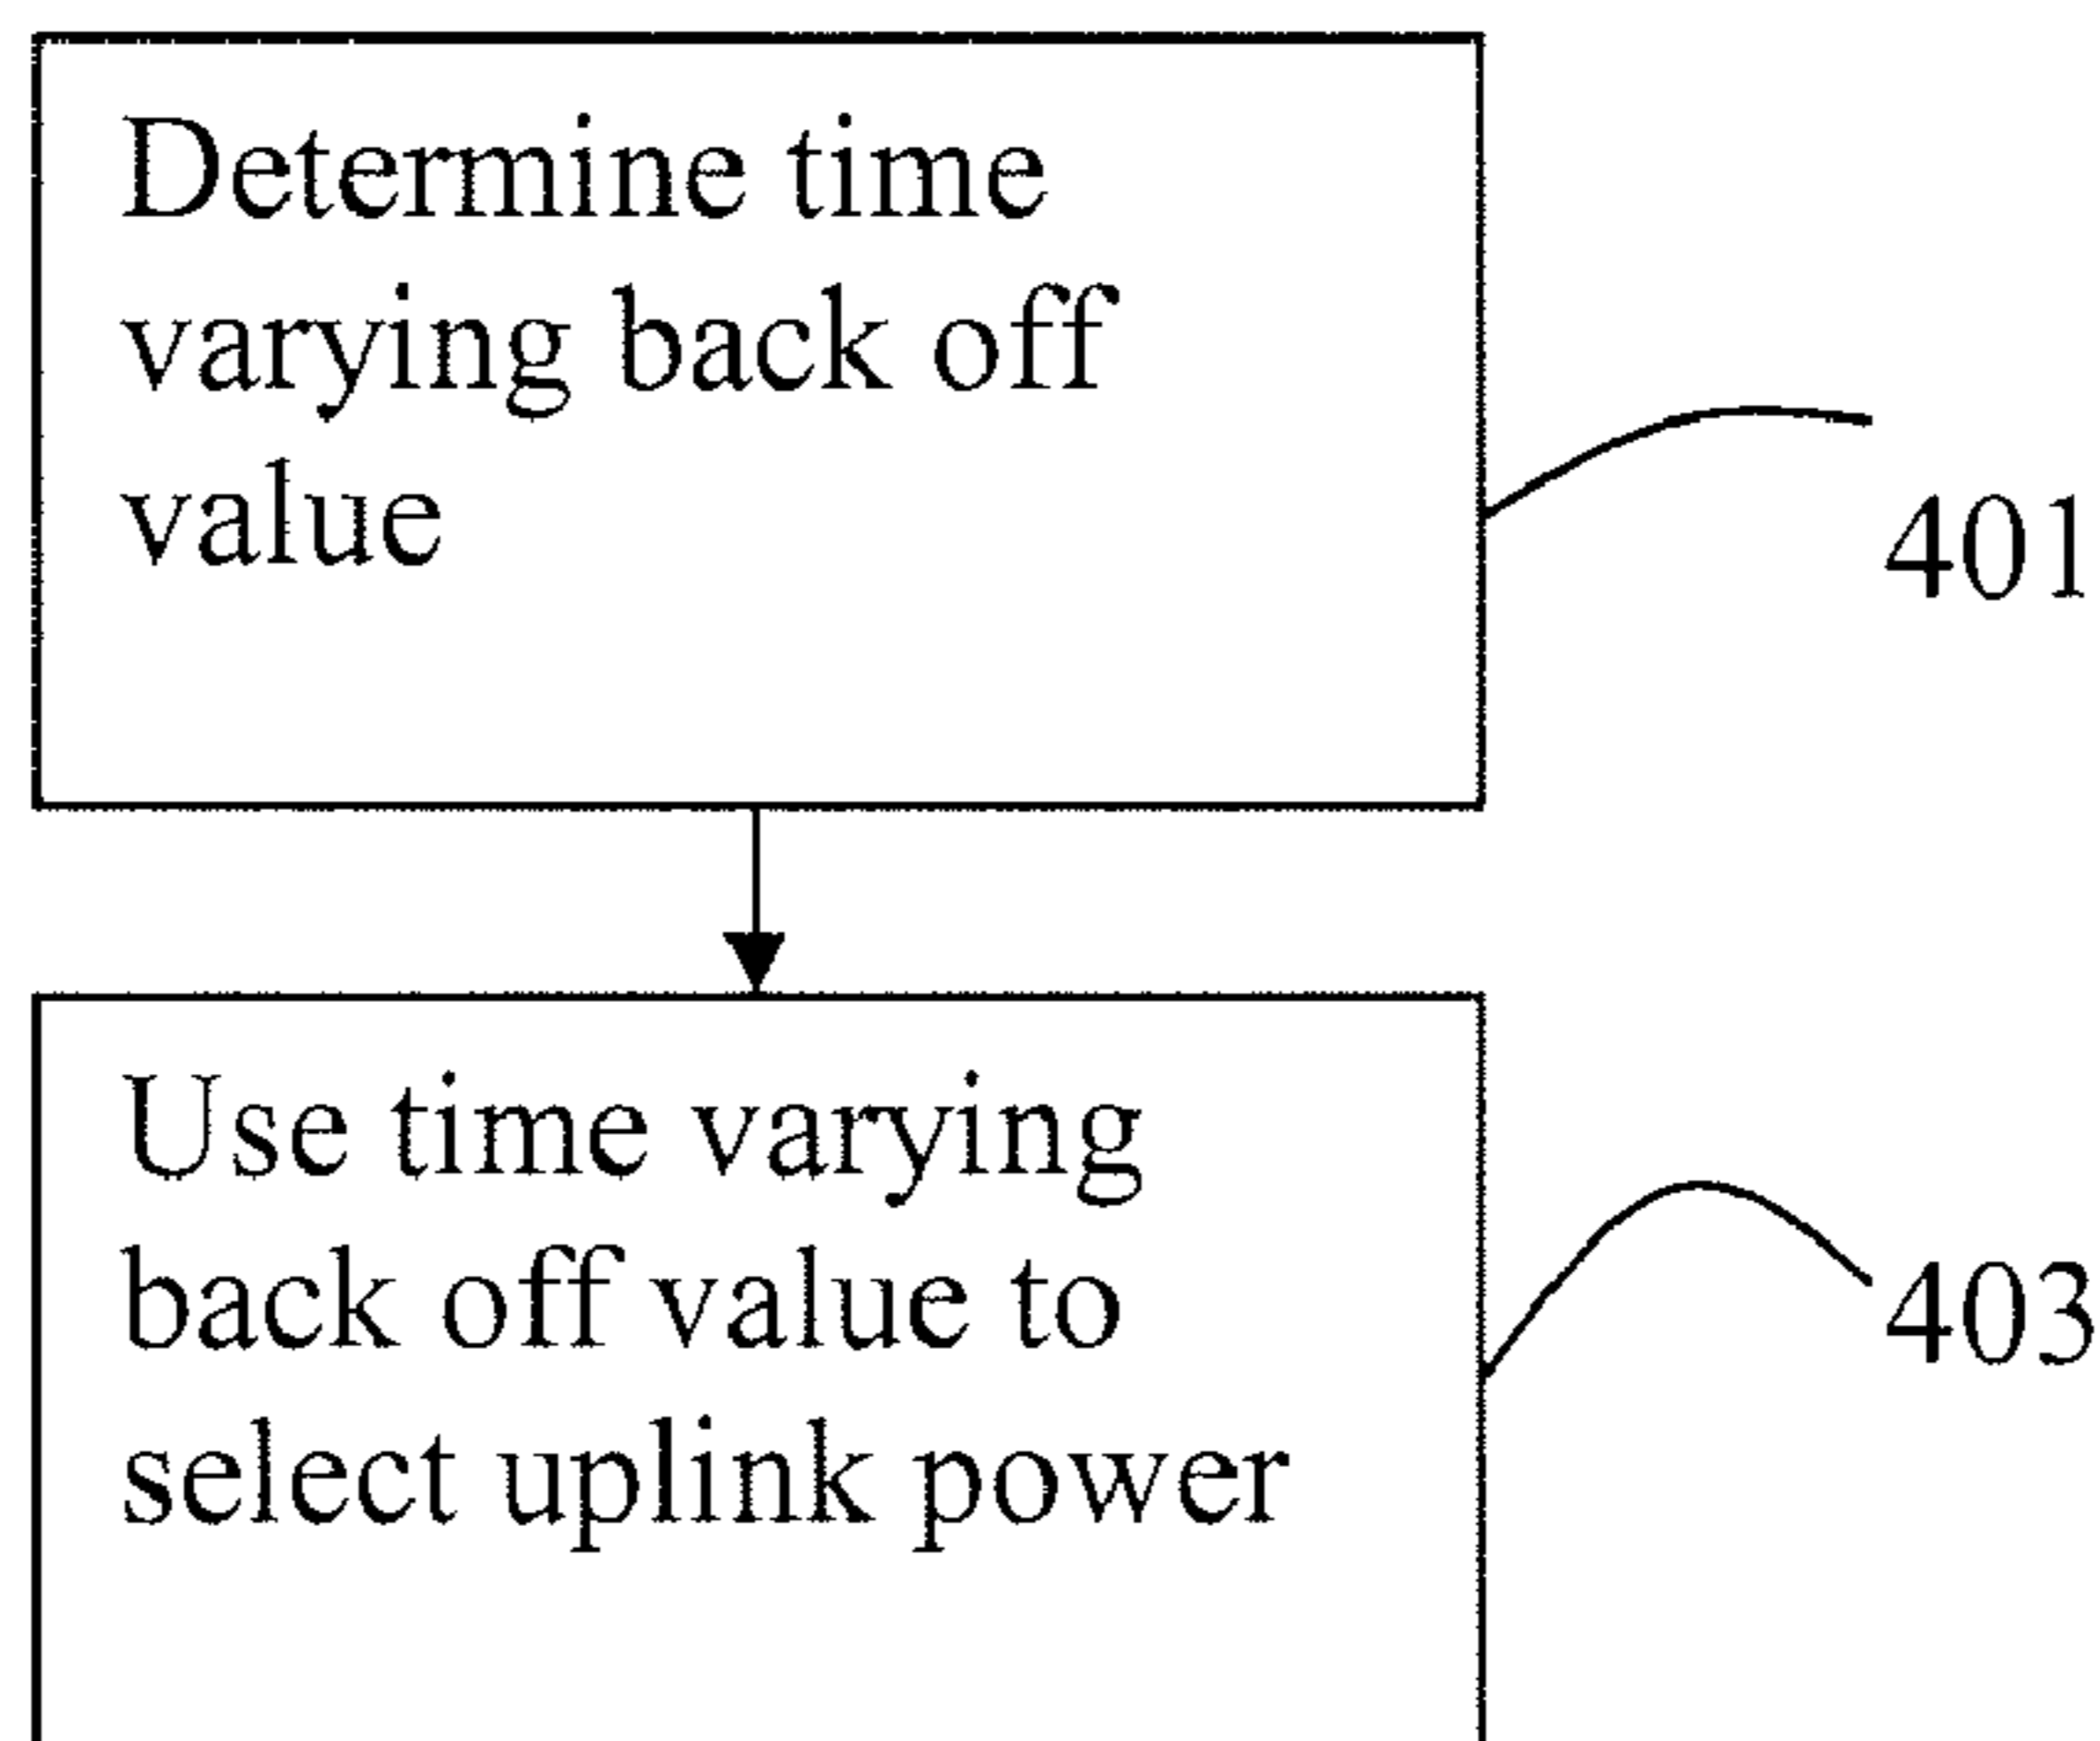 Determine time
varying back off
value
401
Use time varying
back off value to
select uplink power
403